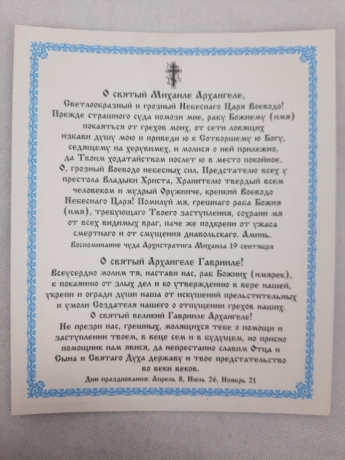 О святый Михаиле Архангеле,
Светлообразный и грозный Небеснаго Царя Воеводо!
Прежде страшного суда помози мне, рабу Божиему (имя)
покаяться от грехов моих, от сети ловящих
избави душу мою и приведи ю к Сотворшему ю Богу,
седящему на херувимех, и молися о ней прилежно,
да Твоим ходатайством послет ю в место покойное.
О, грозный Воеводо небесных сил, Предстателю всех у
престола Владыки Христа, Хранителю твердый всем
человеком и мудрый Оружниче, крепкий Воеводо
Небеснаго Царя! Помилуй мя, грешнаго раба Божия
(имя), требующаго Твоего заступления, сохрани мя
от всех видимых враг, паче же подкрепи от ужаса
смертнаго и от смущения диавольскаго. Аминь.
Воспоминание чуда Архистратига Михаила 19 сентября
О святый Архангеле Гаврииле!
Всеусердно молим тя, настави нас, раб Божиих (имярек),
к покаянию от злых дел и ко утверждению в вере нашей,
укрепи и огради души наша от искушений прельстительных
и умоли Создателя нашего о отпущении грехов наших.
О святый великий Гаврииле Архангеле!
Не презри нас, грешных, молящихся тебе о помощи и
заступлении твоем, в веце сем и в будущем, но присно
помощник нам явися, да непрестанно славим Отца и
Сына и Святаго Духа державу и твое предстательство
во веки веков.
Дни празднования: Апрель 8, Июль 26, Ноябрь 21